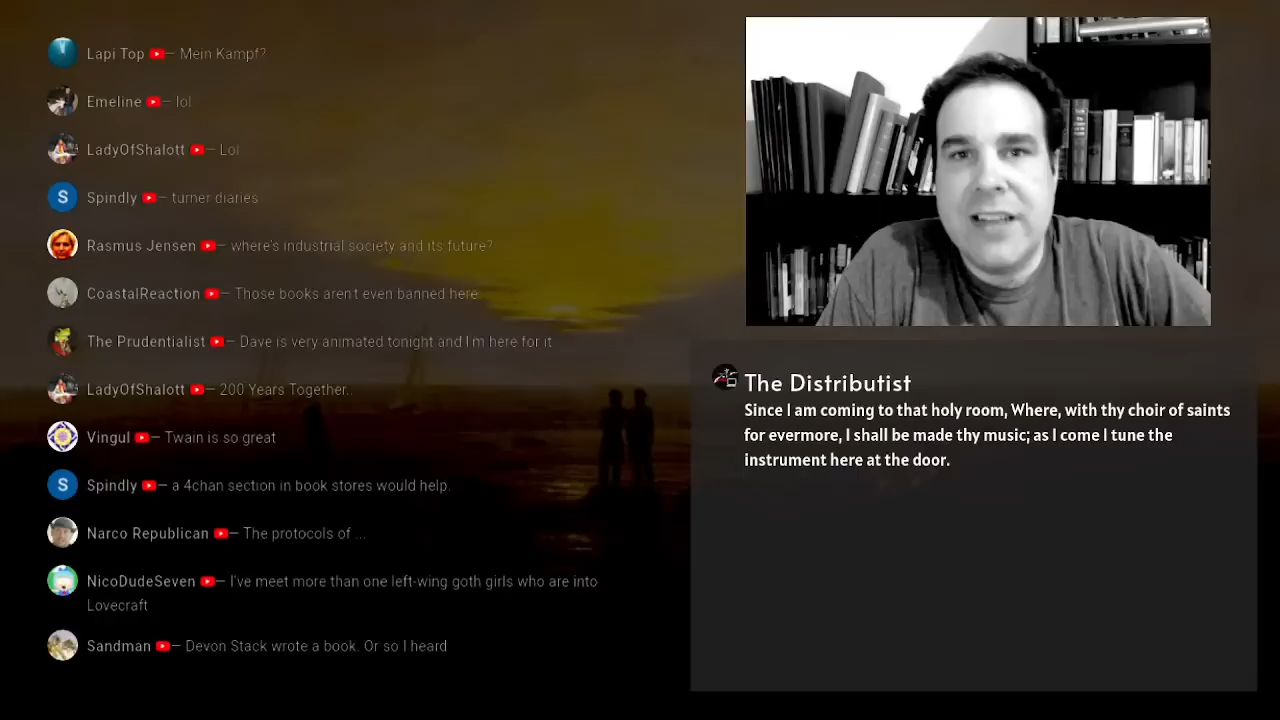 Lapi Top — Mein Kampf?
Emeline — lol
LadyOfShalott — Lol
S
Spindly — turner diaries
Rasmus Jensen — where's industrial society and its future?
CoastalReaction — Those books aren't even banned here
The Prudentialist — Dave is very animated tonight and I'm here for it
LadyOfShalott — 200 Years Together..
Vingul — Twain is so great
S
Spindly — a 4chan section in book stores would help.
Narco Republican — The protocols of ...
NicoDudeSeven — I've meet more than one left-wing goth girls who are into
Lovecraft
Sandman — Devon Stack wrote a book. Or so I heard
The Distributist
Since I am coming to that holy room, Where, with thy choir of saints
for evermore, I shall be made thy music; as I come I tune the
instrument here at the door.